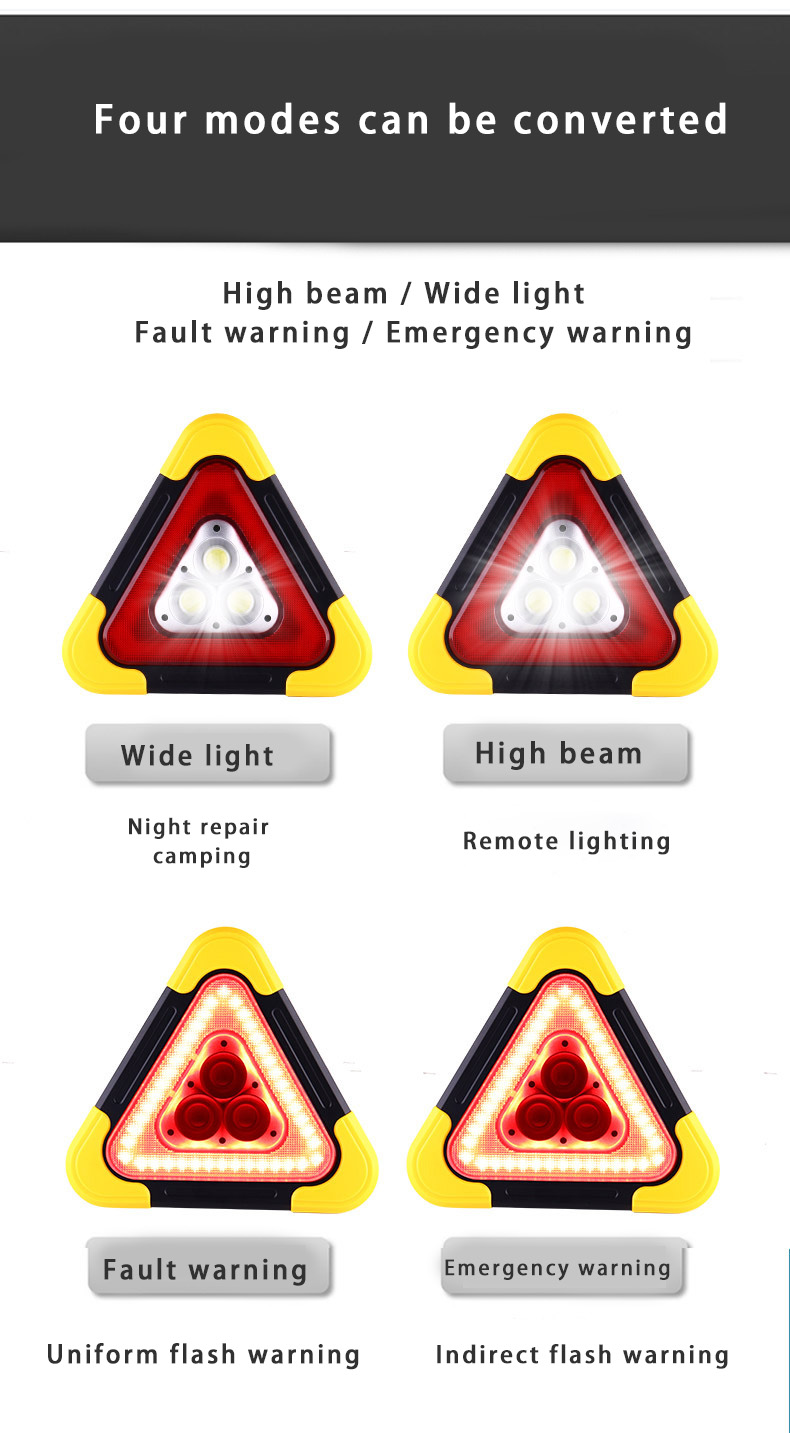 Four modes can be converted
High beam / Wide light
Fault warning / Emergency warning
Wide light
High beam
Night repair
camping
Remote lighting
Fault warning
Emergency warning
Uniform flash warning
Indirect flash warning